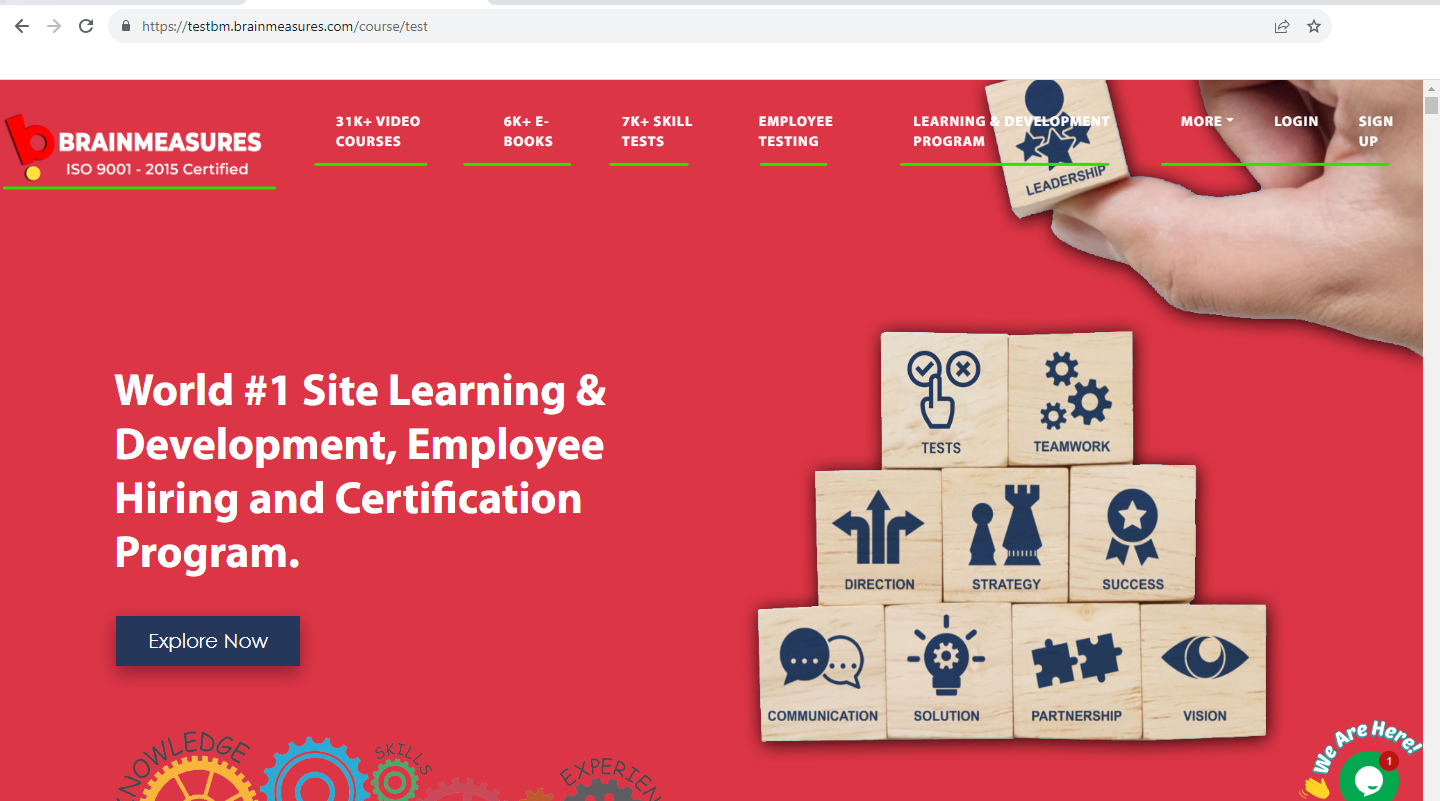 https://testbm.brainmeasures.com/course/test
BRAINMEASURES
ISO 9001 - 2015 Certified
31K+ VIDEO
COURSES
6K+ E-
BOOKS
7K+ SKILL
TESTS
EMPLOYEE
TESTING
LEARNING & DEVELOPMENT
PROGRAM
MORE
LOGIN
SIGN
UP
LEADERSHIP
World #1 Site Learning &
Development, Employee
Hiring and Certification
Program.
Explore Now
TESTS
TEAMWORK
DIRECTION
STRATEGY
SUCCESS
COMMUNICATION
SOLUTION
PARTNERSHIP
VISION
KNOWLEDGE
SKILLS
EXPERIEN
We Are Here!
1